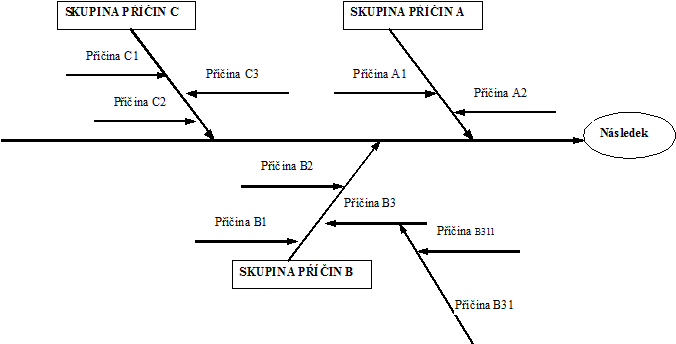 SKUPINA PŘÍČIN C
SKUPINA PŘÍČIN A
Příčina C1
Příčina C3
Příčina A1
Příčina A2
Příčina C2
Následek
Příčina B2
Příčina B3
Příčina B1
Příčina B311
SKUPINA PŘÍČIN B
Příčina B31